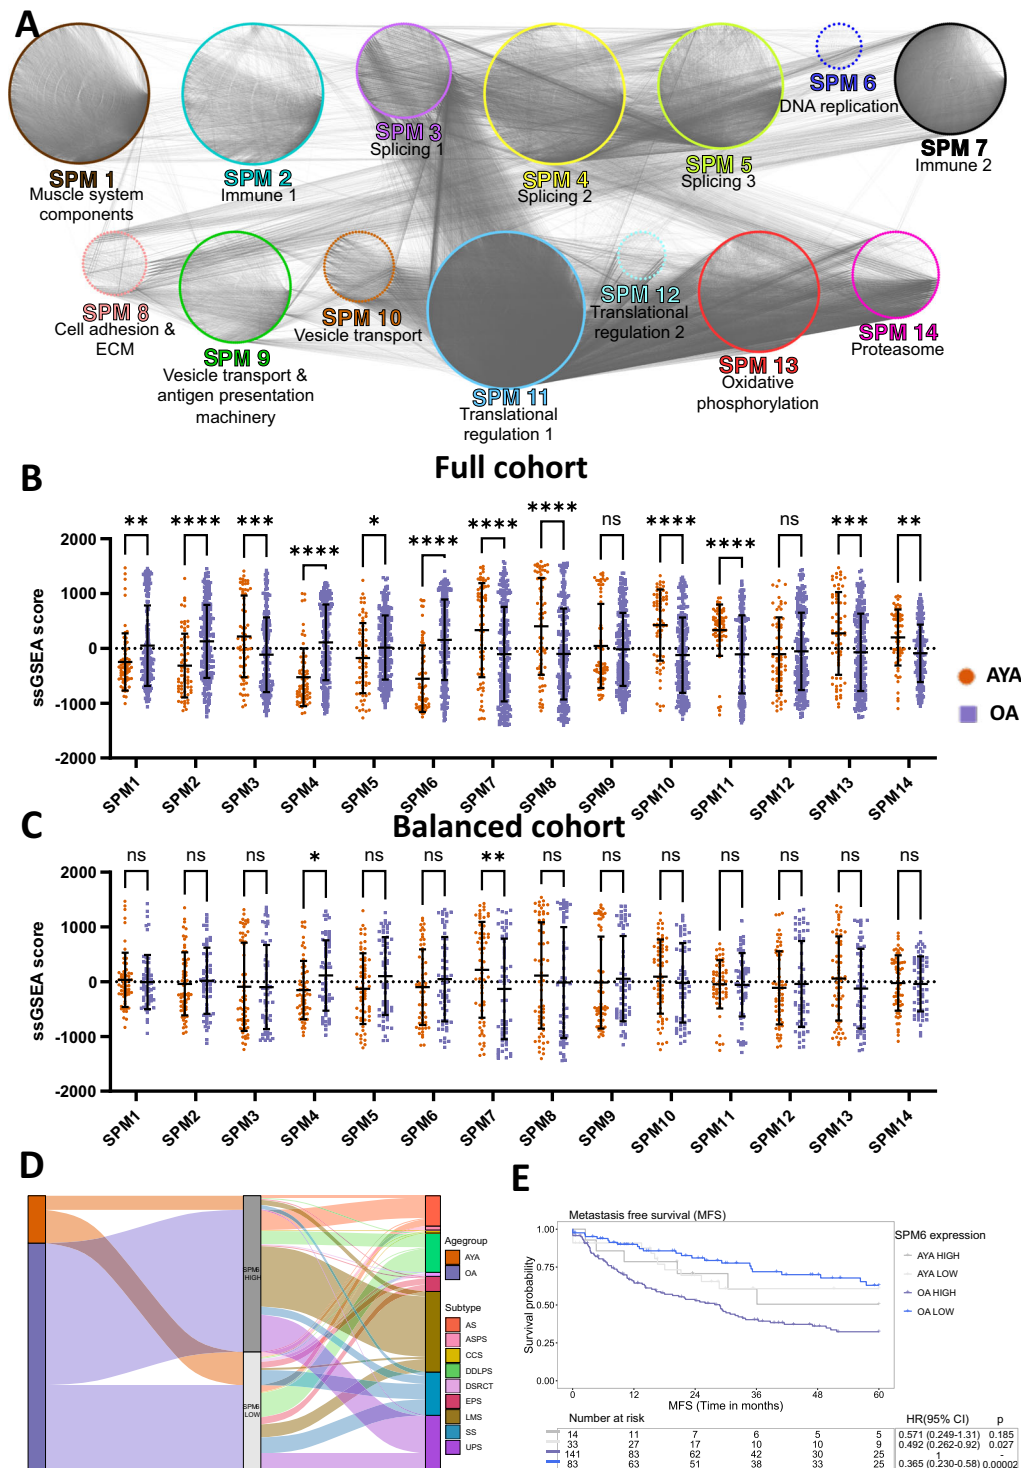 A
SPM 1
Muscle system
components
SPM 2
Immune 1
SPM 3
Splicing 1
SPM 4
Splicing 2
SPM 5
Splicing 3
SPM 6
DNA replication
SPM 7
Immune 2
SPM 8
Cell adhesion &
ECM
SPM 9
Vesicle transport &
antigen presentation
machinery
SPM 10
Vesicle transport
SPM 11
Translational
regulation 1
SPM 12
Translational
regulation 2
SPM 13
Oxidative
phosphorylation
SPM 14
Proteasome
B
Full cohort
** **** *** **** * **** **** **** ns **** **** ns *** **
2000
1000
0
-1000
-2000
ssGSEA score
SPM1 SPM2 SPM3 SPM4 SPM5 SPM6 SPM7 SPM8 SPM9 SPM10 SPM11 SPM12 SPM13 SPM14
AYA
OA
C
Balanced cohort
ns ns ns * ns ns ** ns ns ns ns ns ns ns
2000
1000
0
-1000
-2000
ssGSEA score
SPM1 SPM2 SPM3 SPM4 SPM5 SPM6 SPM7 SPM8 SPM9 SPM10 SPM11 SPM12 SPM13 SPM14
D
SPM6
HIGH
SPM6
LOW
Agegroup
AYA
OA
Subtype
AS
ASPS
CCS
DDLPS
DSRCT
EPS
LMS
SS
UPS
E
Metastasis free survival (MFS)
1.00
0.75
0.50
0.25
0.00
Survival probability
0 12 24 36 48 60
MFS (Time in months)
SPM6 expression
AYA HIGH
AYA LOW
OA HIGH
OA LOW
Number at risk HR(95% CI) p
14 11 7 6 5 5 0.571 (0.249-1.31) 0.185
33 27 17 10 10 9 0.492 (0.262-0.92) 0.027
141 83 62 42 30 25 1 -
83 63 51 38 33 25 0.365 (0.230-0.58) 0.00002